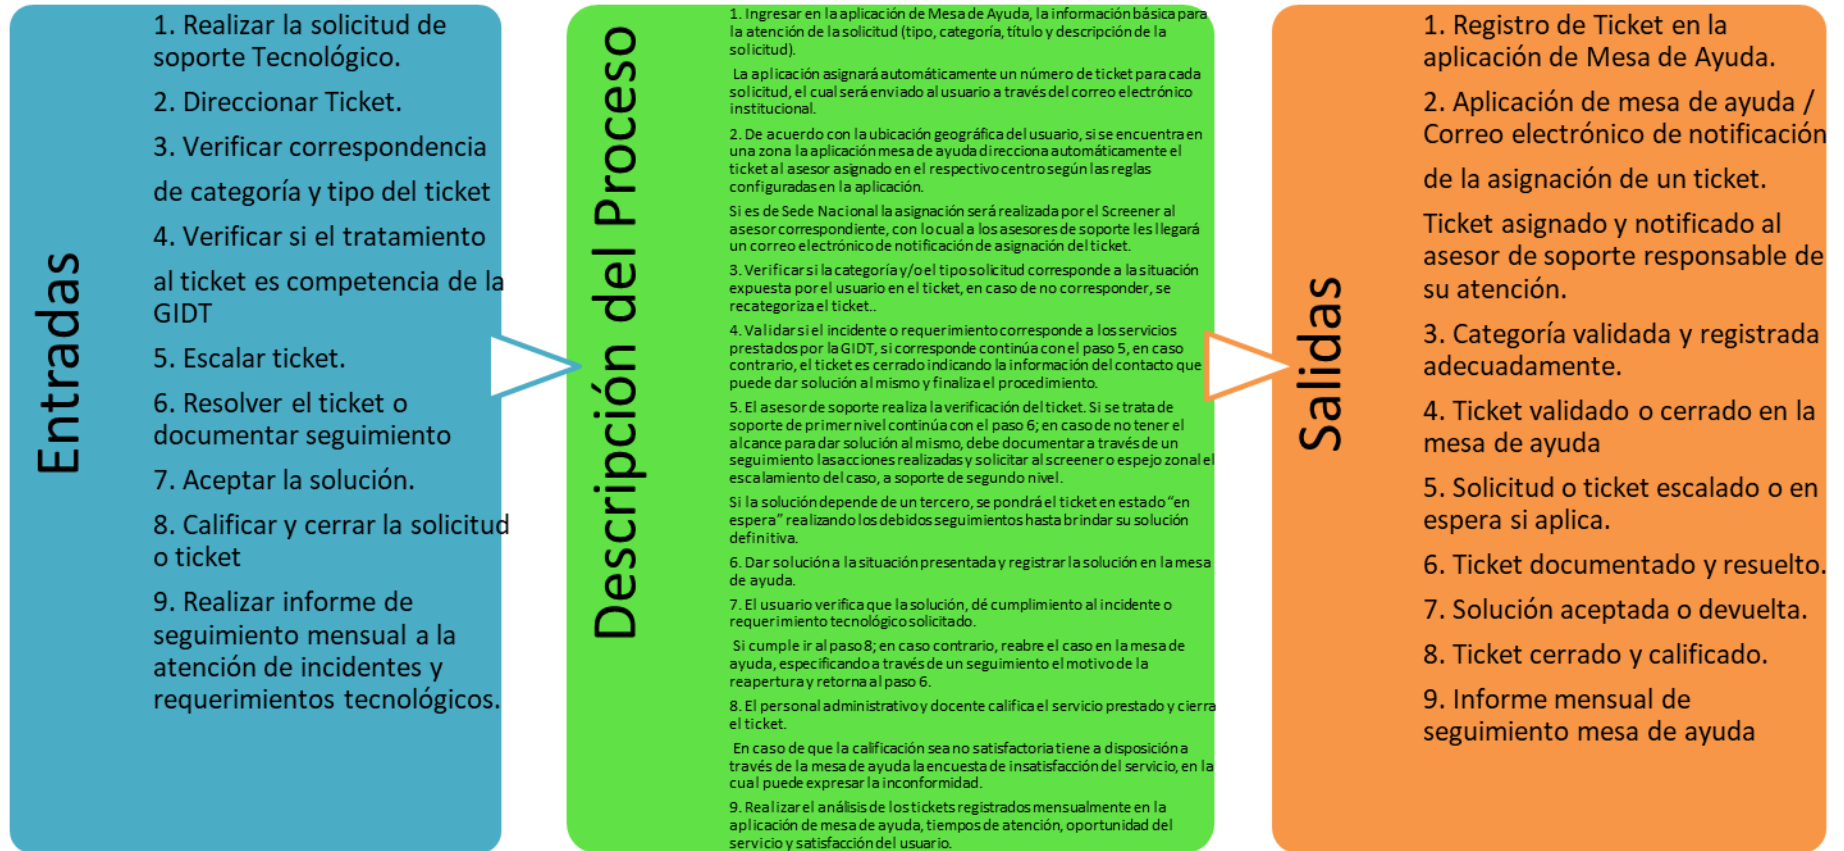 Entradas
1. Realizar la solicitud de
soporte Tecnológico.
2. Direccionar Ticket.
3. Verificar correspondencia
de categoría y tipo del ticket
4. Verificar si el tratamiento
al ticket es competencia de la
GIDT
5. Escalar ticket.
6. Resolver el ticket o
documentar seguimiento
7. Aceptar la solución.
8. Calificar y cerrar la solicitud
o ticket
9. Realizar informe de
seguimiento mensual a la
atención de incidentes y
requerimientos tecnológicos.
Descripción del Proceso
1. Ingresar en la aplicación de Mesa de Ayuda, la información básica para
la atención de la solicitud (tipo, categoría, título y descripción de la
solicitud).
La aplicación asignará automáticamente un número de ticket para cada
solicitud, el cual será enviado al usuario a través del correo electrónico
institucional.
2. De acuerdo con la ubicación geográfica del usuario, si se encuentra en
una zona la aplicación mesa de ayuda direcciona automáticamente el
ticket al asesor asignado en el respectivo centro según las reglas
configuradas en la aplicación.
Si es de Sede Nacional la asignación será realizada por el Screener al
asesor correspondiente, con lo cual a los asesores de soporte les llegará
un correo electrónico de notificación de asignación del ticket.
3. Verificar si la categoría y/o el tipo solicitud corresponde a la situación
expuesta por el usuario en el ticket, en caso de no corresponder, se
recategoriza el ticket..
4. Validar si el incidente o requerimiento corresponde a los servicios
prestados por la GIDT, si corresponde continúa con el paso 5, en caso
contrario, el ticket es cerrado indicando la información del contacto que
puede dar solución al mismo y finaliza el procedimiento.
5. El asesor de soporte realiza la verificación del ticket. Si se trata de
soporte de primer nivel continúa con el paso 6; en caso de no tener el
alcance para dar solución al mismo, debe documentar a través de un
seguimiento las acciones realizadas y solicitar al screener o espejo zonal el
escalamiento del caso, a soporte de segundo nivel.
Si la solución depende de un tercero, se pondrá el ticket en estado “en
espera” realizando los debidos seguimientos hasta brindar su solución
definitiva.
6. Dar solución a la situación presentada y registrar la solución en la mesa
de ayuda.
7. El usuario verifica que la solución, dé cumplimiento al incidente o
requerimiento tecnológico solicitado.
Si cumple ir al paso 8; en caso contrario, reabre el caso en la mesa de
ayuda, especificando a través de un seguimiento el motivo de la
reapertura y retorna al paso 6.
8. El personal administrativo y docente califica el servicio prestado y cierra
el ticket.
En caso de que la calificación sea no satisfactoria tiene a disposición a
través de la mesa de ayuda la encuesta de insatisfacción del servicio, en la
cual puede expresar la inconformidad.
9. Realizar el análisis de los tickets registrados mensualmente en la
aplicación de mesa de ayuda, tiempos de atención, oportunidad del
servicio y satisfacción del usuario.
Salidas
1. Registro de Ticket en la
aplicación de Mesa de Ayuda.
2. Aplicación de mesa de ayuda /
Correo electrónico de notificación
de la asignación de un ticket.
Ticket asignado y notificado al
asesor de soporte responsable de
su atención.
3. Categoría validada y registrada
adecuadamente.
4. Ticket validado o cerrado en la
mesa de ayuda
5. Solicitud o ticket escalado o en
espera si aplica.
6. Ticket documentado y resuelto.
7. Solución aceptada o devuelta.
8. Ticket cerrado y calificado.
9. Informe mensual de
seguimiento mesa de ayuda